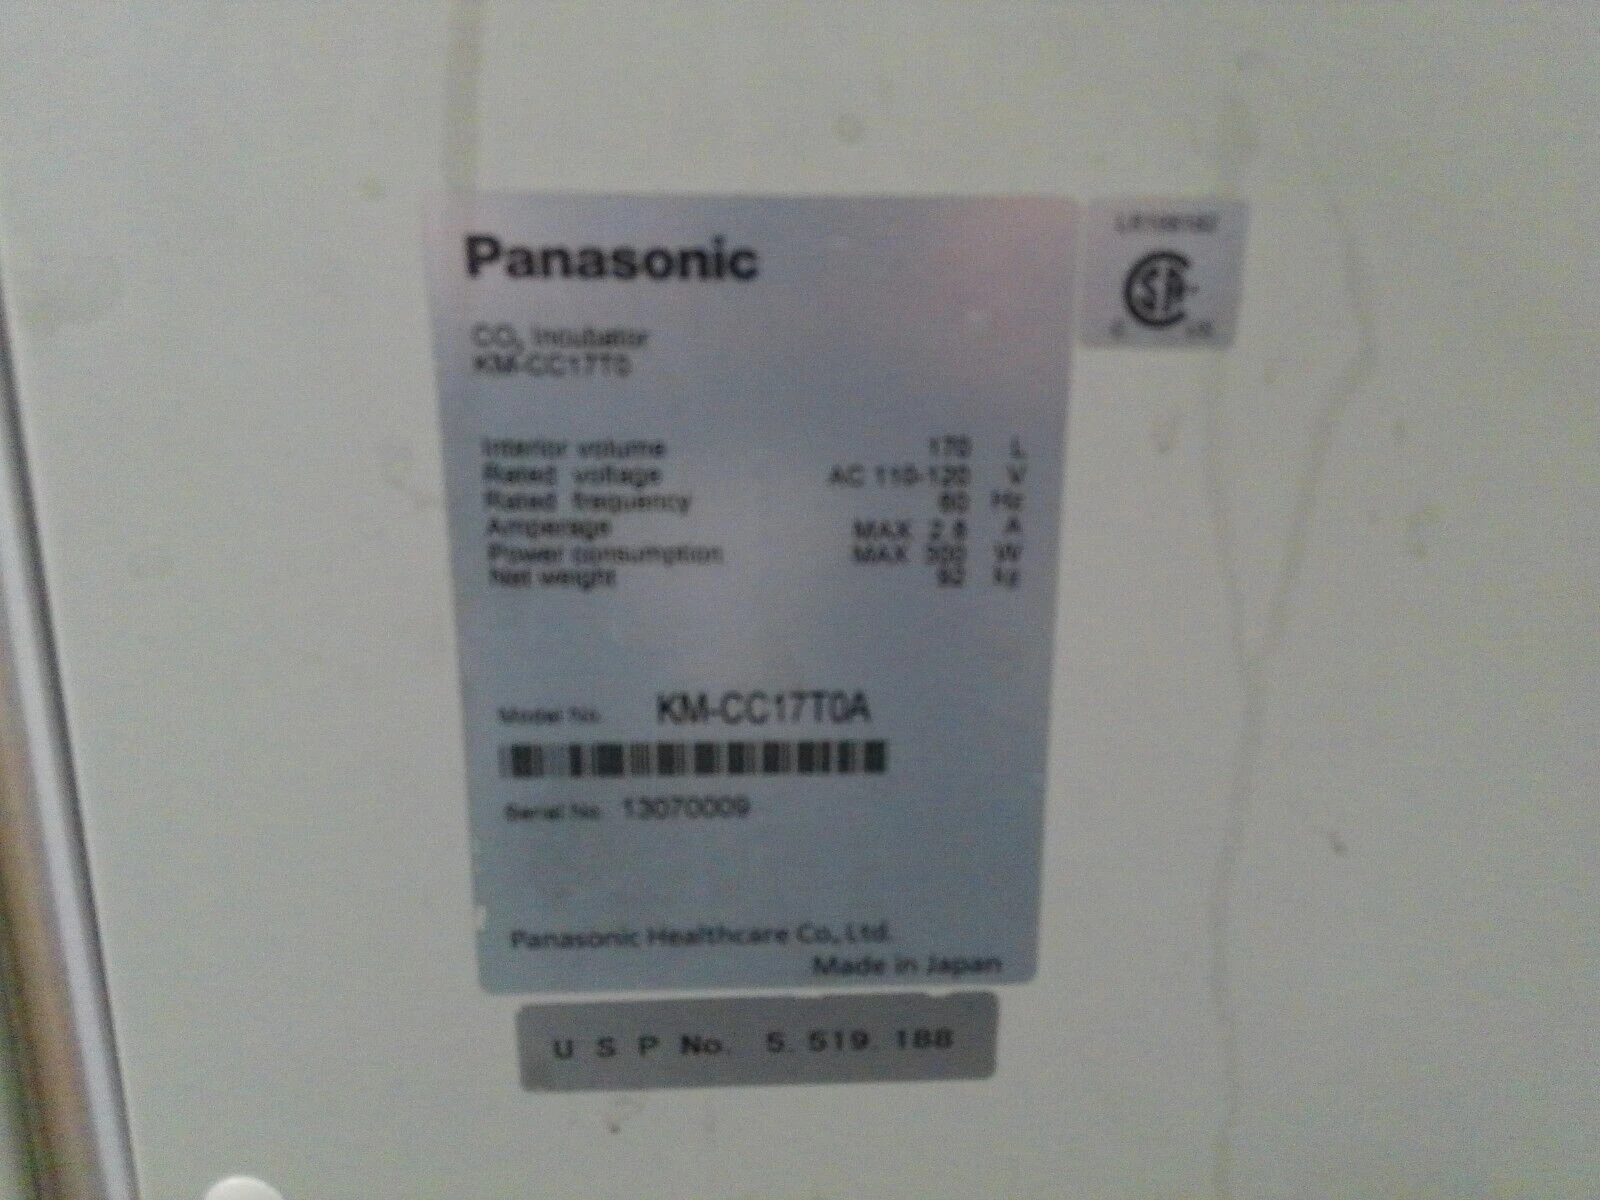 Panasonic
CO2 Incubator
KM-CC17T0
Interior volume 170 L
Rated voltage AC 110-120 V
Rated frequency 60 Hz
Amperage MAX 2.8 A
Power consumption MAX W
Net weight kg
Model No. KM-CC17T0A
Serial No. 13070009
Panasonic Healthcare Co., Ltd.
Made in Japan
U S P No. 5. 519. 188
C US